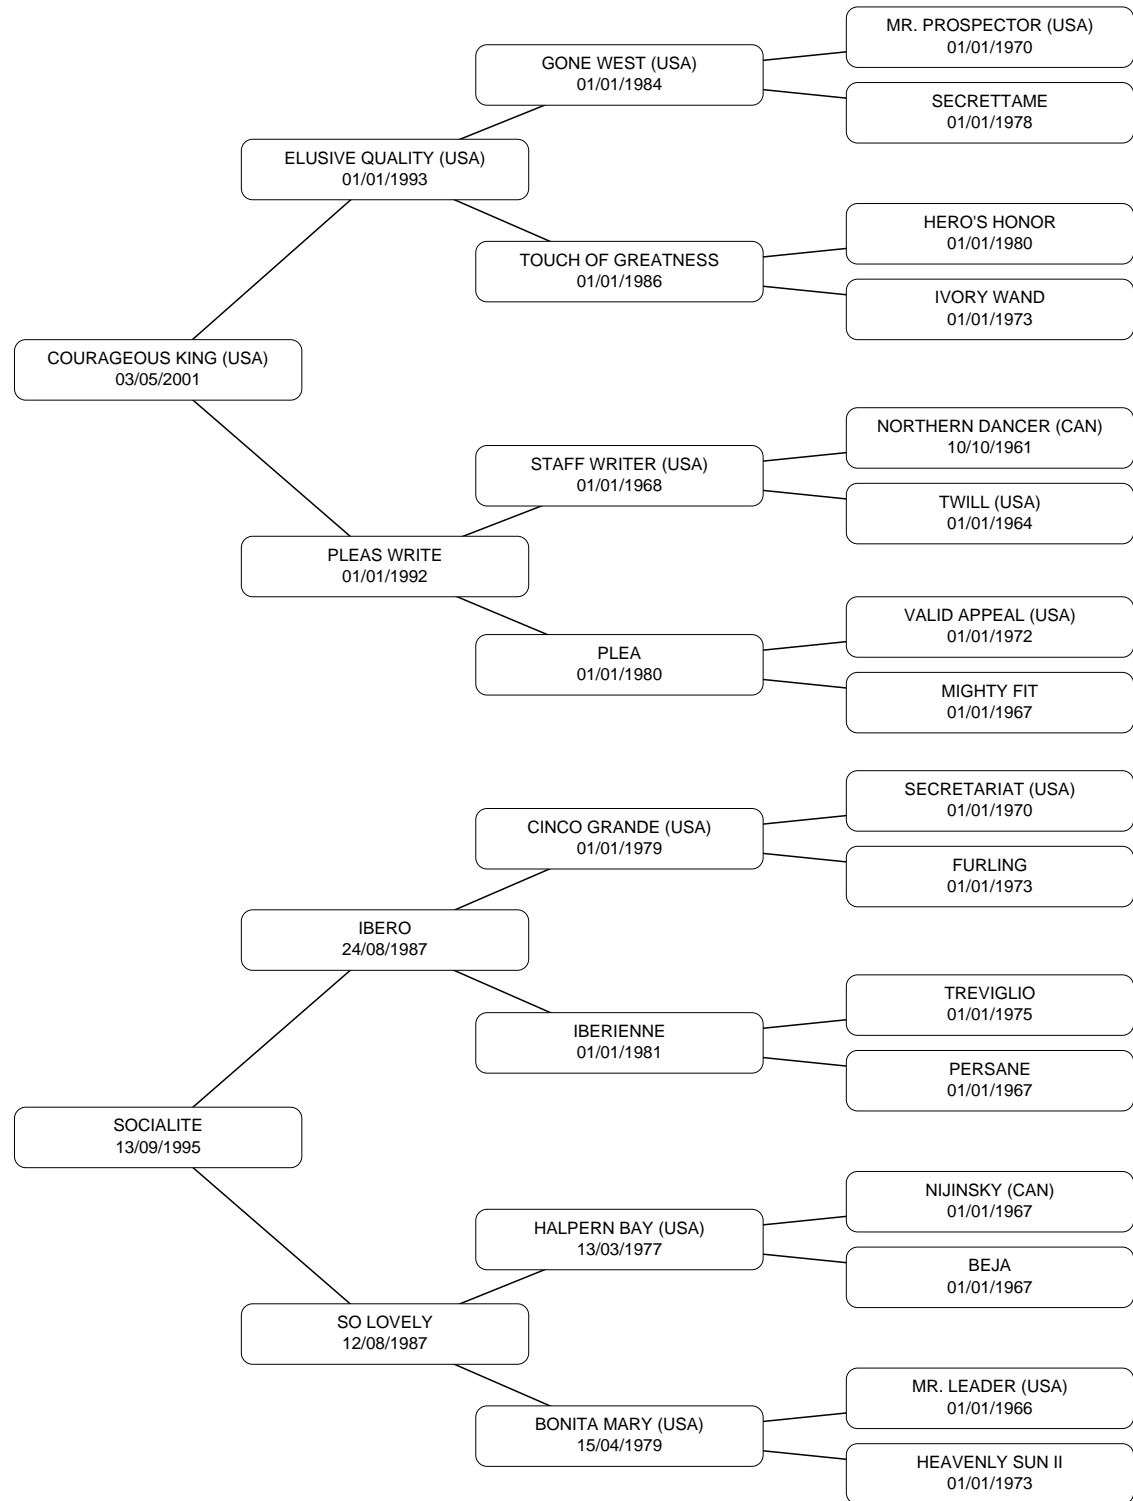 MR. PROSPECTOR (USA)
01/01/1970
GONE WEST (USA)
01/01/1984
SECRETTAME
01/01/1978
ELUSIVE QUALITY (USA)
01/01/1993
HERO'S HONOR
01/01/1980
TOUCH OF GREATNESS
01/01/1986
IVORY WAND
01/01/1973
COURAGEOUS KING (USA)
03/05/2001
NORTHERN DANCER (CAN)
10/10/1961
STAFF WRITER (USA)
01/01/1968
TWILL (USA)
01/01/1964
PLEAS WRITE
01/01/1992
VALID APPEAL (USA)
01/01/1972
PLEA
01/01/1980
MIGHTY FIT
01/01/1967
SECRETARIAT (USA)
01/01/1970
CINCO GRANDE (USA)
01/01/1979
FURLING
01/01/1973
IBERO
24/08/1987
TREVIGLIO
01/01/1975
IBERIENNE
01/01/1981
PERSANE
01/01/1967
SOCIALITE
13/09/1995
NIJINSKY (CAN)
01/01/1967
HALPERN BAY (USA)
13/03/1977
BEJA
01/01/1967
SO LOVELY
12/08/1987
MR. LEADER (USA)
01/01/1966
BONITA MARY (USA)
15/04/1979
HEAVENLY SUN II
01/01/1973